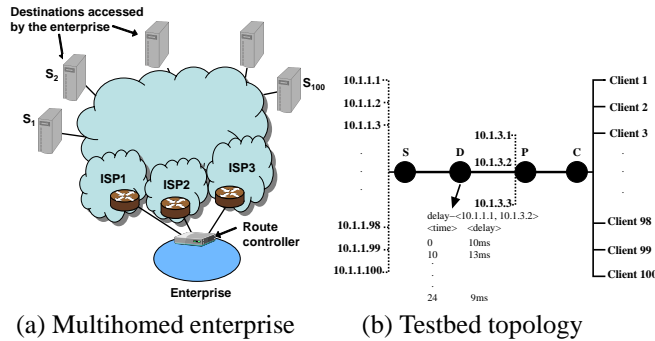 Destinations accessed
by the enterprise
S2
S1
S100
ISP1
ISP2
ISP3
Route
controller
Enterprise
(a) Multihomed enterprise
10.1.1.1
10.1.1.2
10.1.1.3
.
.
.
10.1.1.98
10.1.1.99
10.1.1.100
S
D
P
C
10.1.3.1
10.1.3.2
10.1.3.3
delay–<10.1.1.1, 10.1.3.2>
<time> <delay>
0 10ms
10 13ms
.
.
.
24 9ms
Client 1
Client 2
Client 3
.
.
.
Client 98
Client 99
Client 100
(b) Testbed topology